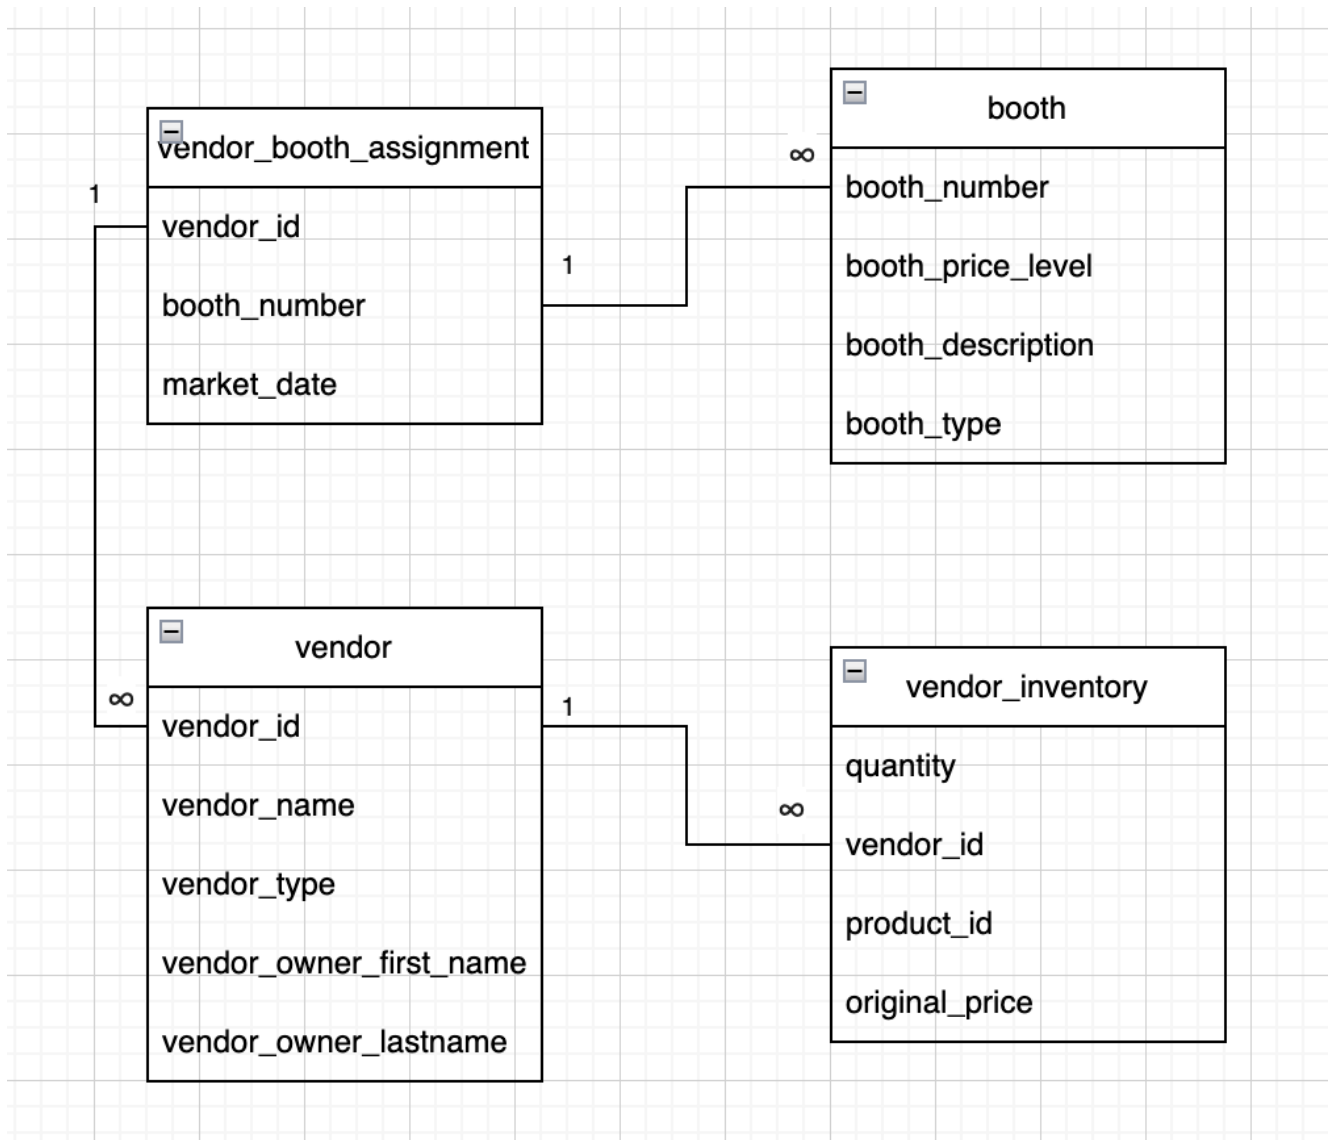 vendor_booth_assignment
vendor_id
booth_number
market_date
1
1
∞
booth
booth_number
booth_price_level
booth_description
booth_type
∞
vendor
vendor_id
vendor_name
vendor_type
vendor_owner_first_name
vendor_owner_lastname
1
∞
vendor_inventory
quantity
vendor_id
product_id
original_price